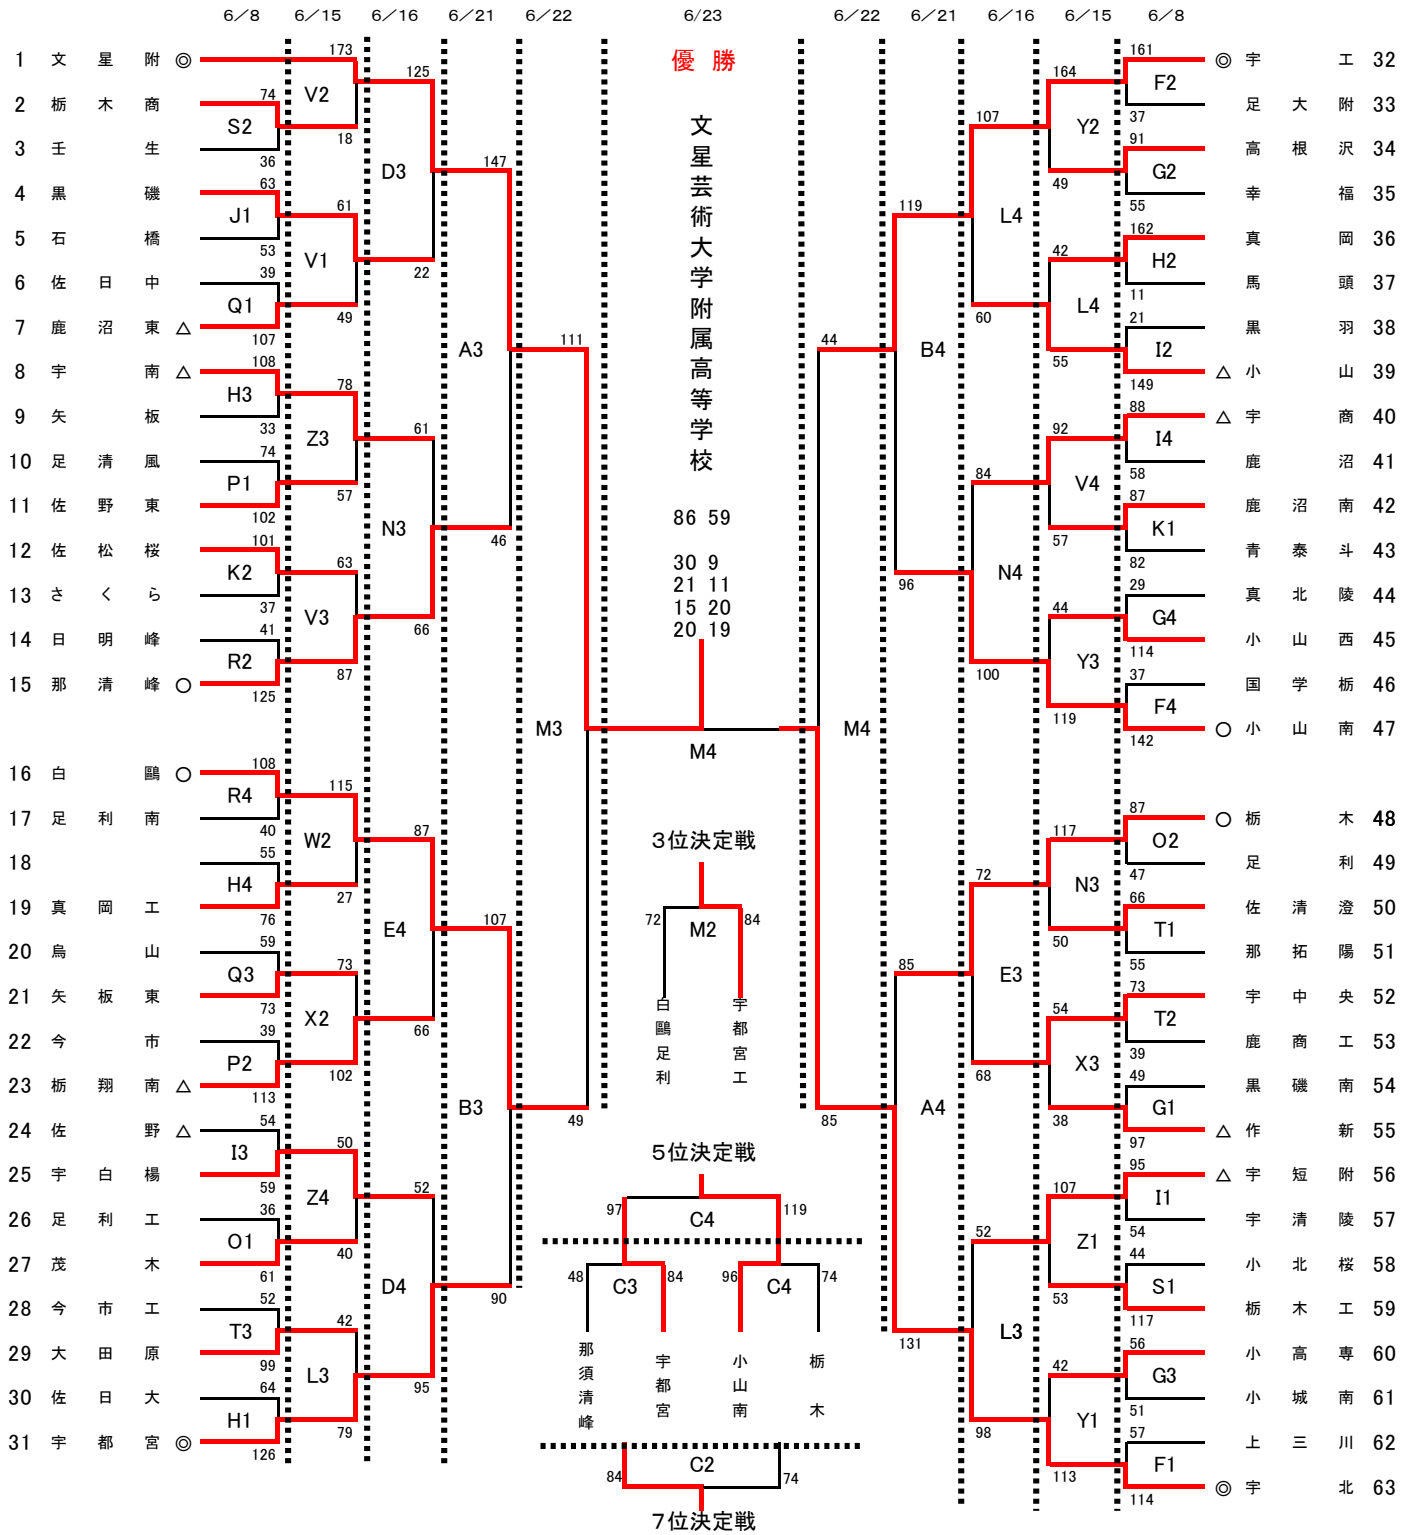 6／8 6／15 6／16 6／21 6／22 6／23 6／22 6／21 6／16 6／15 6／8
優 勝
文星芸術大学附属高等学校
86 59
30 9
21 11
15 20
20 19
M4
1 文星附 ◎
2 栃木商
3 壬生
4 黒磯
5 石橋
6 佐日中
7 鹿沼東 △
8 宇南 △
9 矢板
10 足清風
11 佐野東
12 佐松桜
13 さくら
14 日明峰
15 那清峰 ○
16 白鷗 ○
17 足利南
18
19 真岡工
20 烏山
21 矢板東
22 今市
23 栃翔南 △
24 佐野 △
25 宇白楊
26 足利工
27 茂木
28 今市工
29 大田原
30 佐日大
31 宇都宮 ◎
74 S2 36
63 J1 53
39 Q1 107
108 H3 33
74 P1 102
101 K2 37
41 R2 125
108 R4 40
55 H4 76
59 Q3 73
39 P2 113
54 I3 59
36 O1 61
52 T3 99
64 H1 126
173 V2 18
61 V1 49
78 Z3 57
63 V3 87
115 W2 27
73 X2 102
50 Z4 40
42 L3 79
125 D3 22
61 N3 66
87 E4 66
52 D4 95
147 A3 46
107 B3 90
111 M3 49
◎ 宇工 32
足大附 33
高根沢 34
幸福 35
真岡 36
馬頭 37
黒羽 38
△ 小山 39
△ 宇商 40
鹿沼 41
鹿沼南 42
青泰斗 43
真北陵 44
小山西 45
国学栃 46
○ 小山南 47
○ 栃木 48
足利 49
佐清澄 50
那拓陽 51
宇中央 52
鹿商工 53
黒磯南 54
△ 作新 55
△ 宇短附 56
宇清陵 57
小北桜 58
栃木工 59
小高専 60
小城南 61
上三川 62
◎ 宇北 63
161 F2 37
91 G2 55
162 H2 11
21 I2 149
88 I4 58
87 K1 82
29 G4 114
37 F4 142
87 O2 47
66 T1 55
73 T2 39
49 G1 97
95 I1 54
44 S1 117
56 G3 51
57 F1 114
164 Y2 49
42 L4 55
92 V4 57
44 Y3 119
117 N3 50
54 X3 38
107 Z1 53
42 Y1 113
107 L4 60
84 N4 100
72 E3 68
52 L3 98
119 B4 96
85 A4 131
44 M4 85
3位決定戦
72 M2 84
白鷗足利
宇都宮工
5位決定戦
97 C4 119
48 C3 84
96 C4 74
那須清峰
宇都宮
小山南
栃木
84 C2 74
7位決定戦